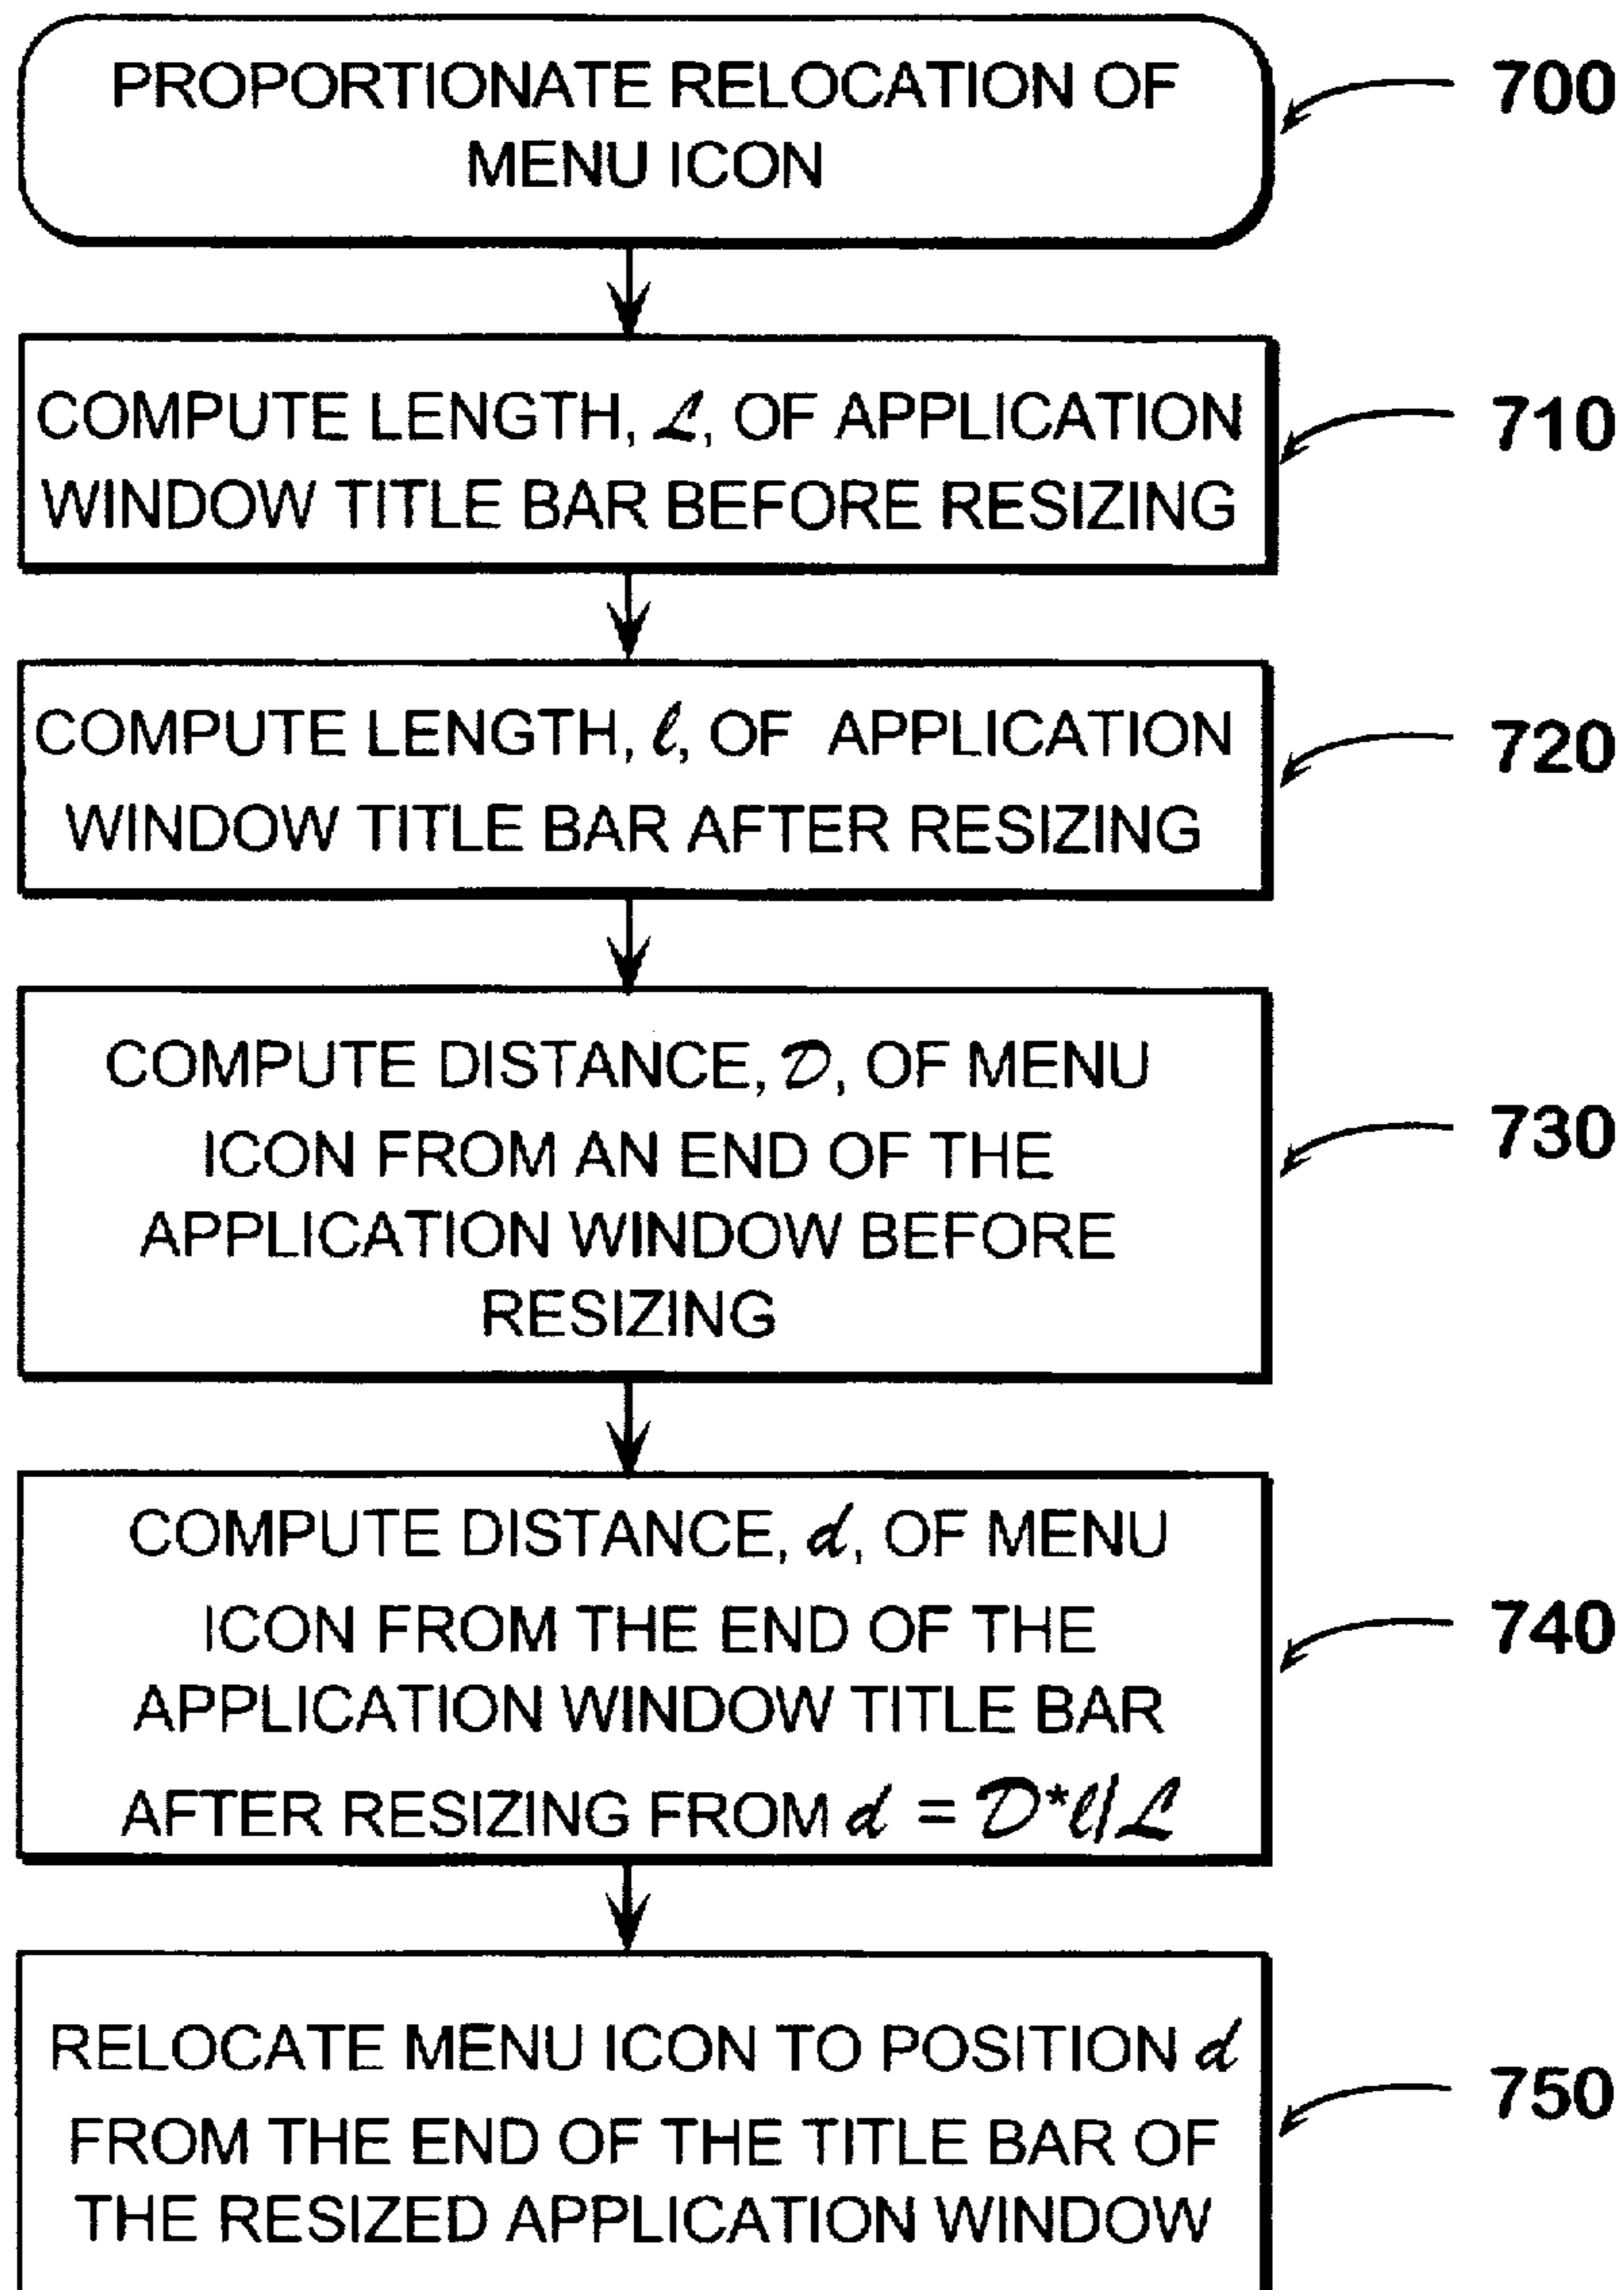 PROPORTIONATE RELOCATION OF
MENU ICON
700
COMPUTE LENGTH, ℒ, OF APPLICATION
WINDOW TITLE BAR BEFORE RESIZING
710
COMPUTE LENGTH, ℓ, OF APPLICATION
WINDOW TITLE BAR AFTER RESIZING
720
COMPUTE DISTANCE, 𝒟, OF MENU
ICON FROM AN END OF THE
APPLICATION WINDOW BEFORE
RESIZING
730
COMPUTE DISTANCE, 𝒹, OF MENU
ICON FROM THE END OF THE
APPLICATION WINDOW TITLE BAR
AFTER RESIZING FROM 𝒹 = 𝒟*ℓ/ℒ
740
RELOCATE MENU ICON TO POSITION 𝒹
FROM THE END OF THE TITLE BAR OF
THE RESIZED APPLICATION WINDOW
750